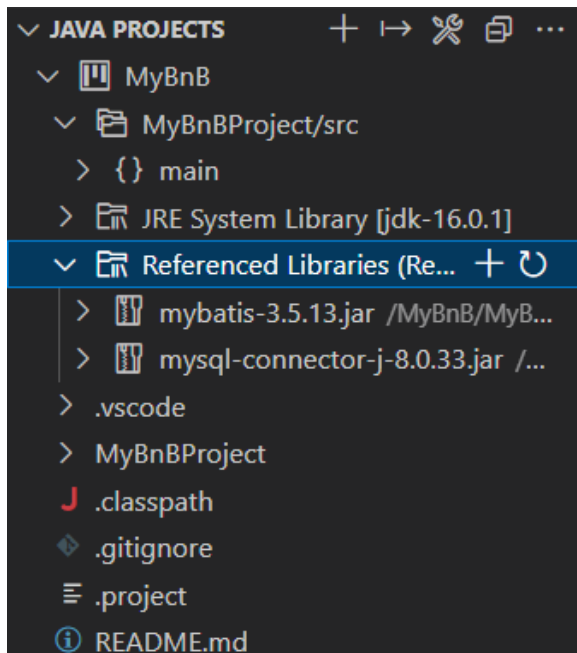 JAVA PROJECTS
MyBnB
MyBnBProject/src
{} main
JRE System Library [jdk-16.0.1]
Referenced Libraries (Re...
mybatis-3.5.13.jar /MyBnB/MyB...
mysql-connector-j-8.0.33.jar /...
.vscode
MyBnBProject
J .classpath
.gitignore
.project
README.md